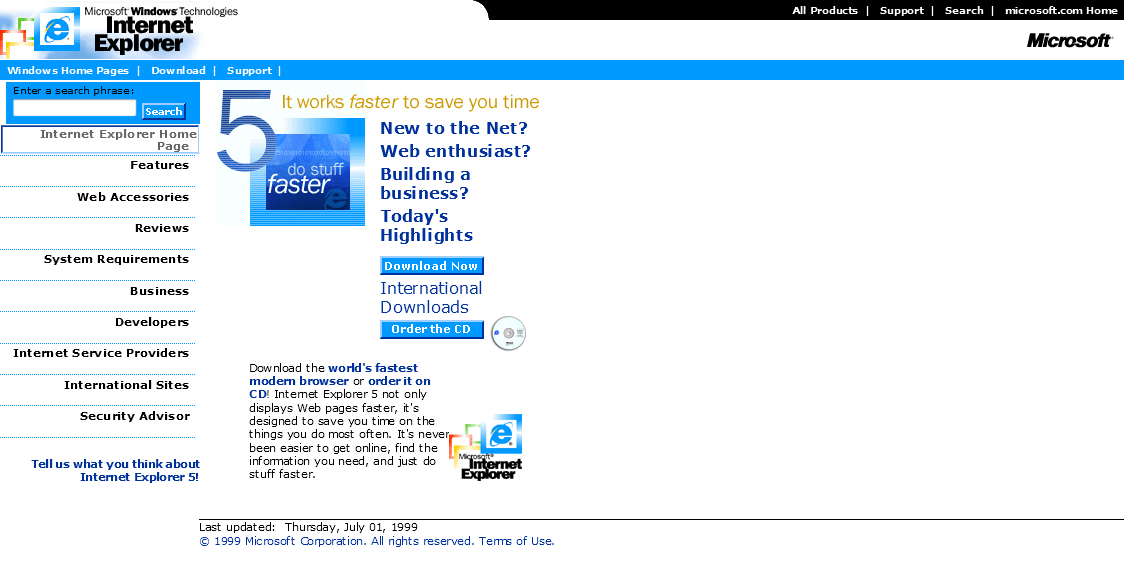 Microsoft Windows Technologies
Internet
Explorer
All Products | Support | Search | microsoft.com Home
Microsoft
Windows Home Pages | Download | Support |
Enter a search phrase:
Search
Internet Explorer Home
Page
Features
Web Accessories
Reviews
System Requirements
Business
Developers
Internet Service Providers
International Sites
Security Advisor
Tell us what you think about
Internet Explorer 5!
5
It works faster to save you time
do stuff
faster
New to the Net?
Web enthusiast?
Building a
business?
Today's
Highlights
Download Now
International
Downloads
Order the CD
Download the world's fastest
modern browser or order it on
CD! Internet Explorer 5 not only
displays Web pages faster, it's
designed to save you time on the
things you do most often. It's never
been easier to get online, find the
information you need, and just do
stuff faster.
Microsoft®
Internet
Explorer
Last updated: Thursday, July 01, 1999
© 1999 Microsoft Corporation. All rights reserved. Terms of Use.